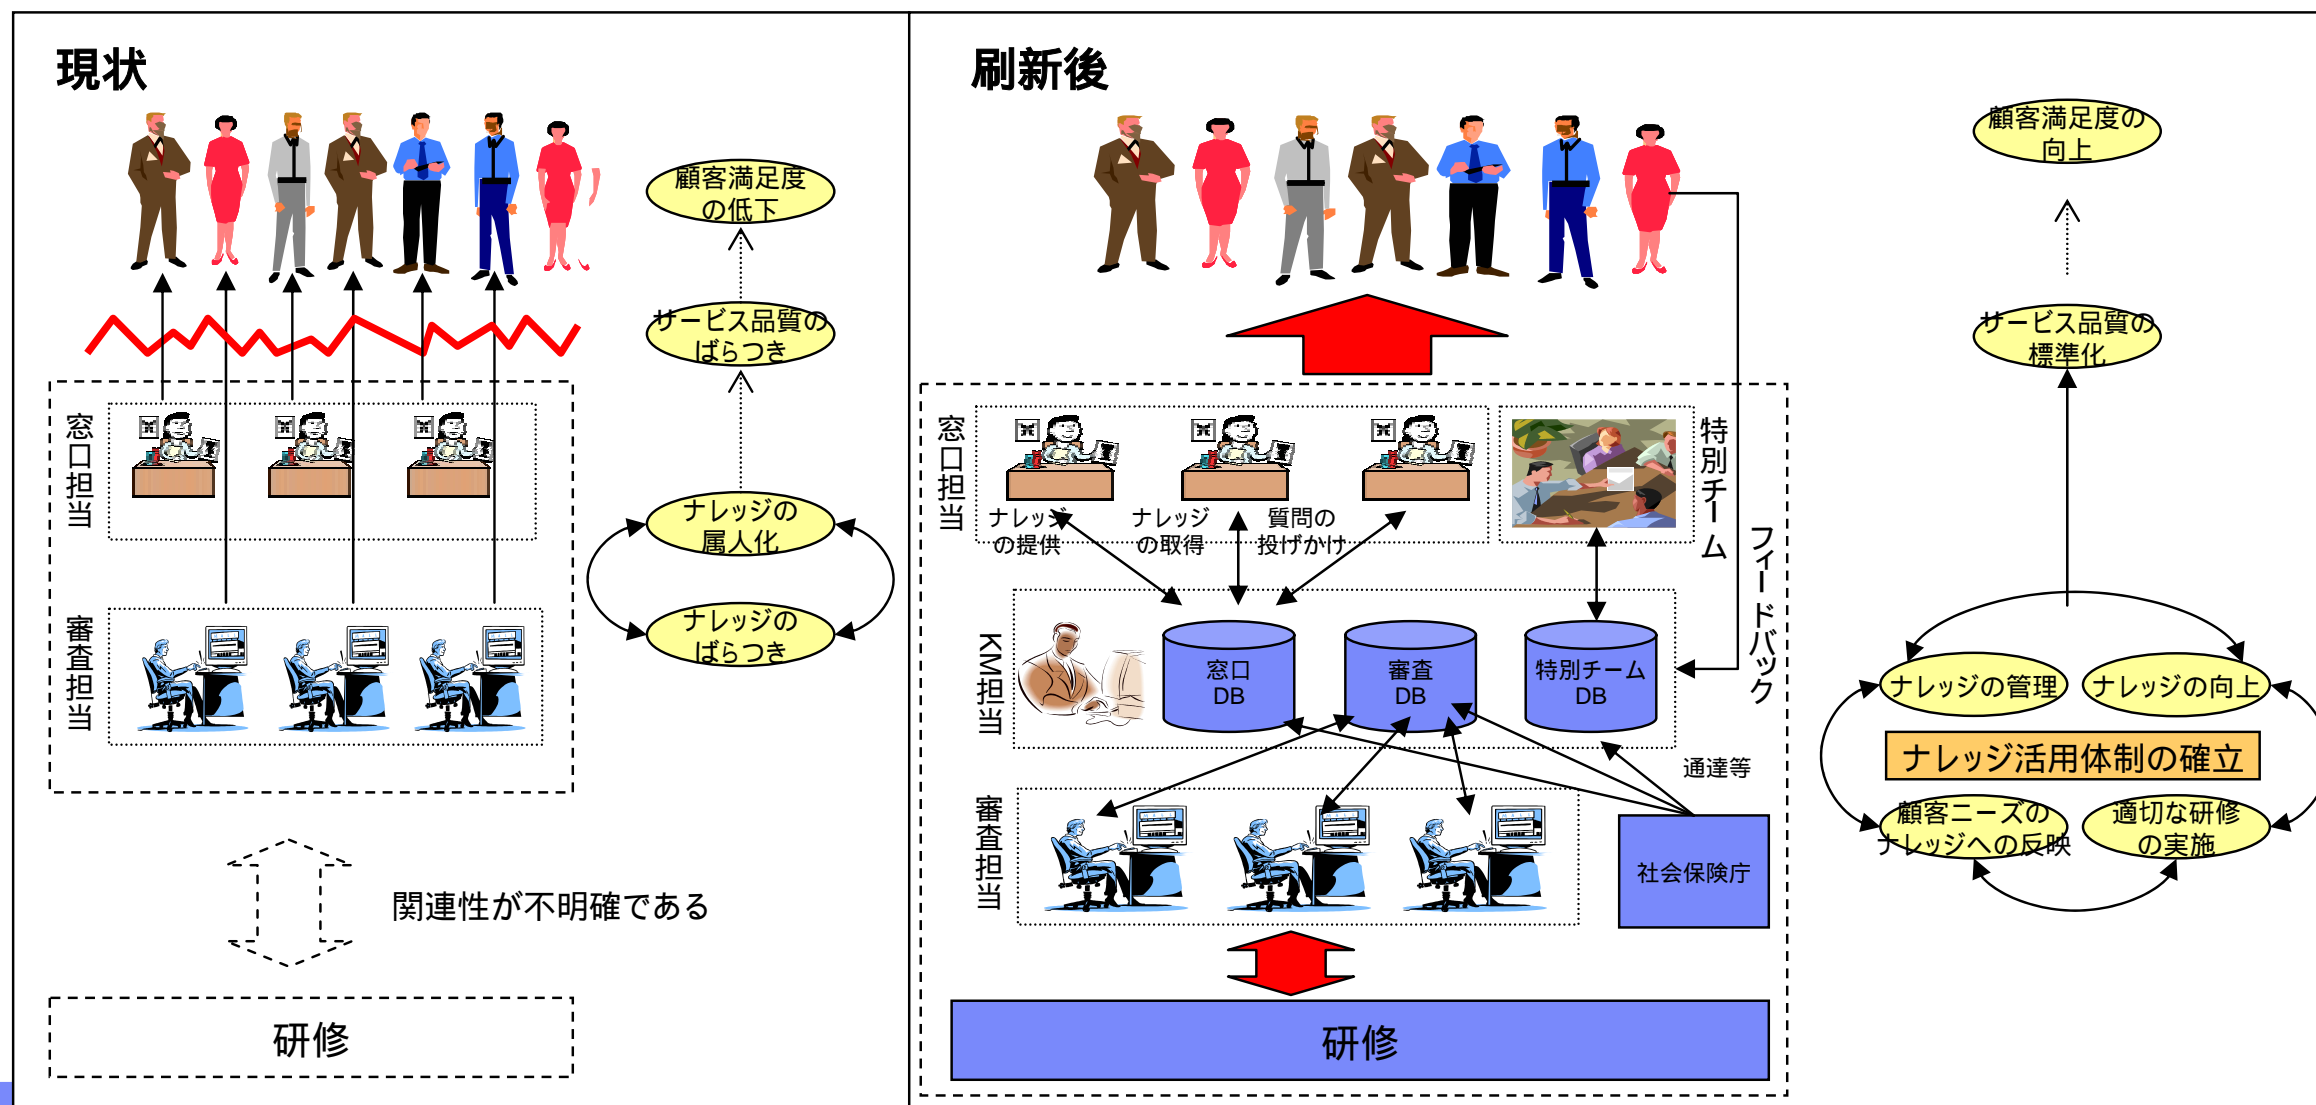 現状
顧客満足度
の低下
サービス品質の
ばらつき
窓口担当
ナレッジの
属人化
ナレッジの
ばらつき
審査担当
関連性が不明確である
研修
刷新後
顧客満足度の
向上
サービス品質の
標準化
窓口担当
特別チーム
ナレッジ
の提供
ナレッジ
の取得
質問の
投げかけ
フィードバック
KM担当
窓口
DB
審査
DB
特別チーム
DB
通達等
審査担当
社会保険庁
研修
ナレッジの管理
ナレッジの向上
ナレッジ活用体制の確立
顧客ニーズの
ナレッジへの反映
適切な研修
の実施